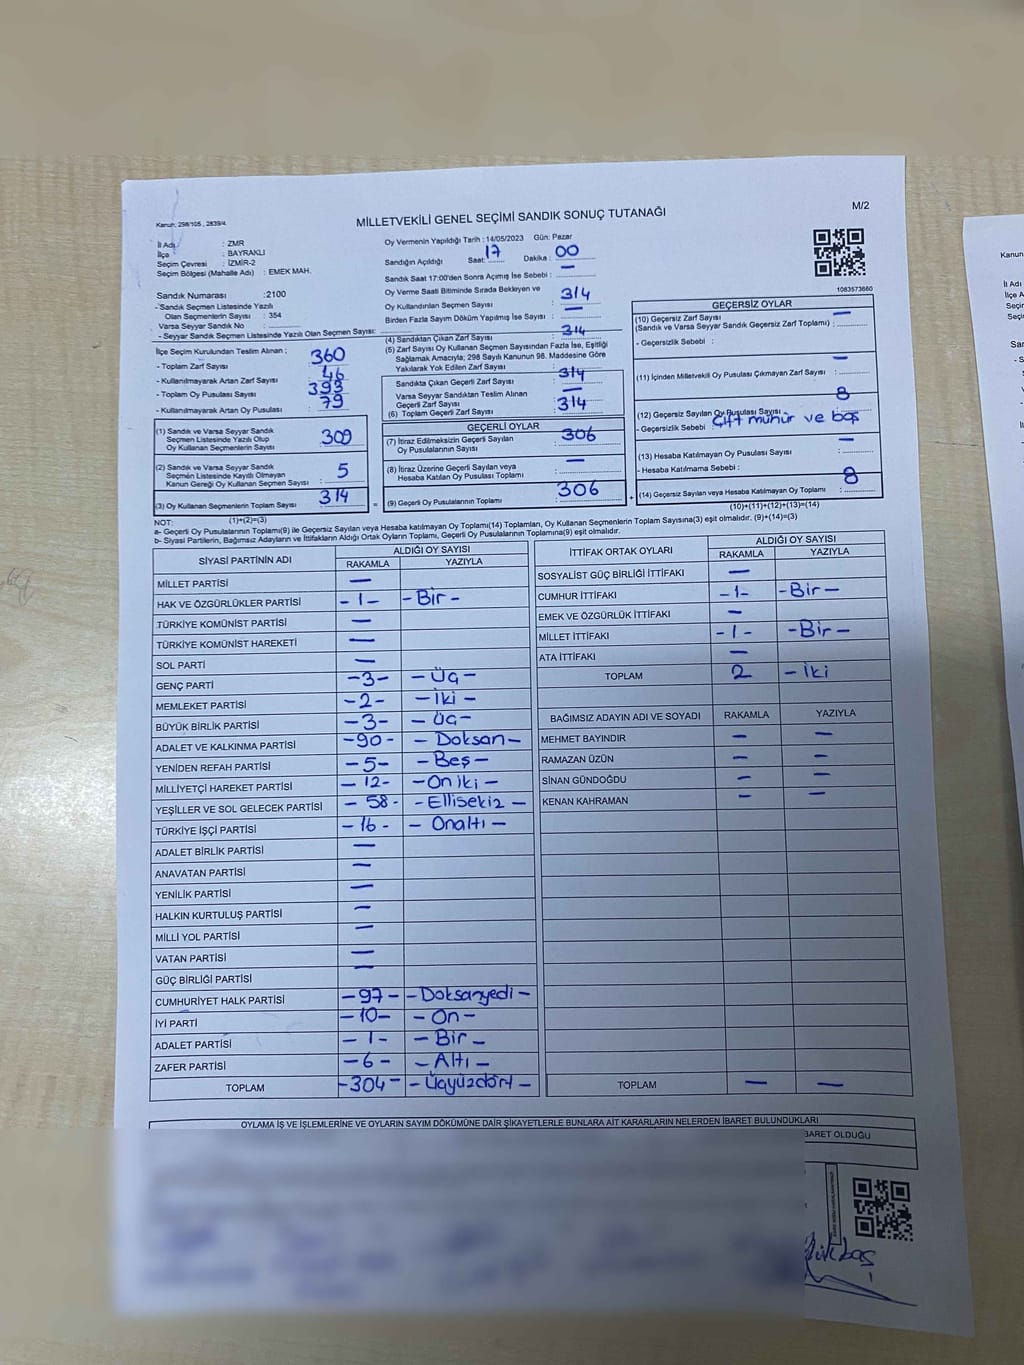 Kanun: 298/105, 2839/4
MİLLETVEKİLİ GENEL SEÇİMİ SANDIK SONUÇ TUTANAĞI
M/2
İl Adı : ZMR
İlçe : BAYRAKLI
Seçim Çevresi : İZMİR-2
Seçim Bölgesi (Mahalle Adı) : EMEK MAH.
Oy Vermenin Yapıldığı Tarih : 14/05/2023 Gün: Pazar
Sandığın Açıldığı Saat: 17 Dakika : 00
Sandık Saat 17:00'den Sonra Açımış İse Sebebi : —
Oy Verme Saati Bitiminde Sırada Bekleyen ve
Oy Kullandırılan Seçmen Sayısı : 314
Birden Fazla Sayım Döküm Yapılmış İse Sayısı : —
1083573660
Sandık Numarası :2100
- Sandık Seçmen Listesinde Yazılı
Olan Seçmenlerin Sayısı : 354
Varsa Seyyar Sandık No :
- Seyyar Sandık Seçmen Listesinde Yazılı Olan Seçmen Sayısı:
İlçe Seçim Kurulundan Teslim Alınan ;
- Toplam Zarf Sayısı : 360
- Kullanılmayarak Artan Zarf Sayısı : 46
- Toplam Oy Pusulası Sayısı : 393
- Kullanılmayarak Artan Oy Pusulası : 79
(4) Sandıktan Çıkan Zarf Sayısı : 314
(5) Zarf Sayısı Oy Kullanan Seçmen Sayısından Fazla İse, Eşitliği
Sağlamak Amacıyla; 298 Sayılı Kanunun 98. Maddesine Göre
Yakılarak Yok Edilen Zarf Sayısı : —
Sandıkta Çıkan Geçerli Zarf Sayısı : 314
Varsa Seyyar Sandıktan Teslim Alınan
Geçerli Zarf Sayısı : —
(6) Toplam Geçerli Zarf Sayısı : 314
GEÇERSİZ OYLAR
(10) Geçersiz Zarf Sayısı
(Sandık ve Varsa Seyyar Sandık Geçersiz Zarf Toplamı) : —
- Geçersizlik Sebebi :
(11) İçinden Milletvekili Oy Pusulası Çıkmayan Zarf Sayısı : —
(12) Geçersiz Sayılan Oy Pusulası Sayısı : 8
- Geçersizlik Sebebi : Çift mühür ve boş
(13) Hesaba Katılmayan Oy Pusulası Sayısı : —
- Hesaba Katılmama Sebebi :
(14) Geçersiz Sayılan veya Hesaba Katılmayan Oy Toplamı : 8
(10)+(11)+(12)+(13)=(14)
(1) Sandık ve Varsa Seyyar Sandık
Seçmen Listesinde Yazılı Olup
Oy Kullanan Seçmenlerin Sayısı : 309
(2) Sandık ve Varsa Seyyar Sandık
Seçmen Listesinde Kayıtlı Olmayan
Kanun Gereği Oy Kullanan Seçmen Sayısı : 5
(3) Oy Kullanan Seçmenlerin Toplam Sayısı : 314
(1)+(2)=(3)
GEÇERLİ OYLAR
(7) İtiraz Edilmeksizin Geçerli Sayılan
Oy Pusulalarının Sayısı : 306
(8) İtiraz Üzerine Geçerli Sayılan veya
Hesaba Katılan Oy Pusulası Toplamı : —
(9) Geçerli Oy Pusulalarının Toplamı : 306
NOT:
a- Geçerli Oy Pusulalarının Toplamı(9) ile Geçersiz Sayılan veya Hesaba katılmayan Oy Toplamı(14) Toplamları, Oy Kullanan Seçmenlerin Toplam Sayısına(3) eşit olmalıdır. (9)+(14)=(3)
b- Siyasi Partilerin, Bağımsız Adayların ve İttifakların Aldığı Ortak Oyların Toplamı, Geçerli Oy Pusulalarının Toplamına(9) eşit olmalıdır.
SİYASİ PARTİNİN ADI ALDIĞI OY SAYISI
RAKAMLA YAZIYLA
MİLLET PARTİSİ —
HAK VE ÖZGÜRLÜKLER PARTİSİ - 1 - - Bir -
TÜRKİYE KOMÜNİST PARTİSİ —
TÜRKİYE KOMÜNİST HAREKETİ —
SOL PARTİ —
GENÇ PARTİ -3- - Üç -
MEMLEKET PARTİSİ -2- - İki -
BÜYÜK BİRLİK PARTİSİ -3- - Üç -
ADALET VE KALKINMA PARTİSİ -90- - Doksan -
YENİDEN REFAH PARTİSİ -5- - Beş -
MİLLİYETÇİ HAREKET PARTİSİ - 12- - On iki -
YEŞİLLER VE SOL GELECEK PARTİSİ - 58 - - Ellisekiz -
TÜRKİYE İŞÇİ PARTİSİ - 16 - - Onaltı -
ADALET BİRLİK PARTİSİ —
ANAVATAN PARTİSİ —
YENİLİK PARTİSİ —
HALKIN KURTULUŞ PARTİSİ —
MİLLİ YOL PARTİSİ —
VATAN PARTİSİ —
GÜÇ BİRLİĞİ PARTİSİ —
CUMHURİYET HALK PARTİSİ -97- - Doksanyedi -
İYİ PARTİ -10- - On -
ADALET PARTİSİ - 1 - - Bir -
ZAFER PARTİSİ -6- - Altı -
TOPLAM -304- - Üçyüzdört -
İTTİFAK ORTAK OYLARI ALDIĞI OY SAYISI
RAKAMLA YAZIYLA
SOSYALİST GÜÇ BİRLİĞİ İTTİFAKI —
CUMHUR İTTİFAKI - 1 - - Bir -
EMEK VE ÖZGÜRLÜK İTTİFAKI —
MİLLET İTTİFAKI - 1 - - Bir -
ATA İTTİFAKI —
TOPLAM 2 - İki
BAĞIMSIZ ADAYIN ADI VE SOYADI RAKAMLA YAZIYLA
MEHMET BAYINDIR — —
RAMAZAN ÜZÜN — —
SİNAN GÜNDOĞDU — —
KENAN KAHRAMAN — —
TOPLAM — —
OYLAMA İŞ VE İŞLEMLERİNE VE OYLARIN SAYIM DÖKÜMÜNE DAİR ŞİKAYETLERLE BUNLARA AİT KARARLARIN NELERDEN İBARET BULUNDUKLARI
BARET OLDUĞU
Kanun
İl Adı
İlçe A
Seçim
Seçi